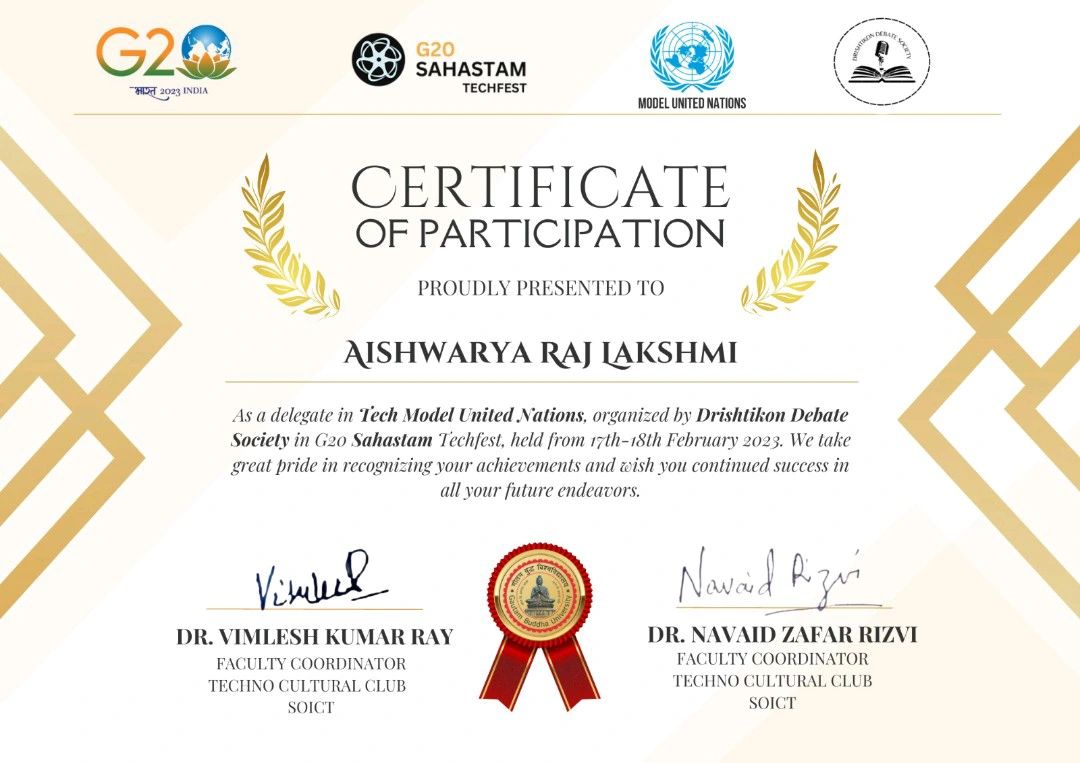 G20
भारत 2023 INDIA
G20
SAHASTAM
TECHFEST
MODEL UNITED NATIONS
DRISHTIKON DEBATE SOCIETY
CERTIFICATE
OF PARTICIPATION
PROUDLY PRESENTED TO
AISHWARYA RAJ LAKSHMI
As a delegate in Tech Model United Nations, organized by Drishtikon Debate
Society in G20 Sahastam Techfest, held from 17th-18th February 2023. We take
great pride in recognizing your achievements and wish you continued success in
all your future endeavors.
Vimlesh
DR. VIMLESH KUMAR RAY
FACULTY COORDINATOR
TECHNO CULTURAL CLUB
SOICT
गौतम बुद्ध विश्वविद्यालय
Gautam Buddha University
Navaid Rizvi
DR. NAVAID ZAFAR RIZVI
FACULTY COORDINATOR
TECHNO CULTURAL CLUB
SOICT